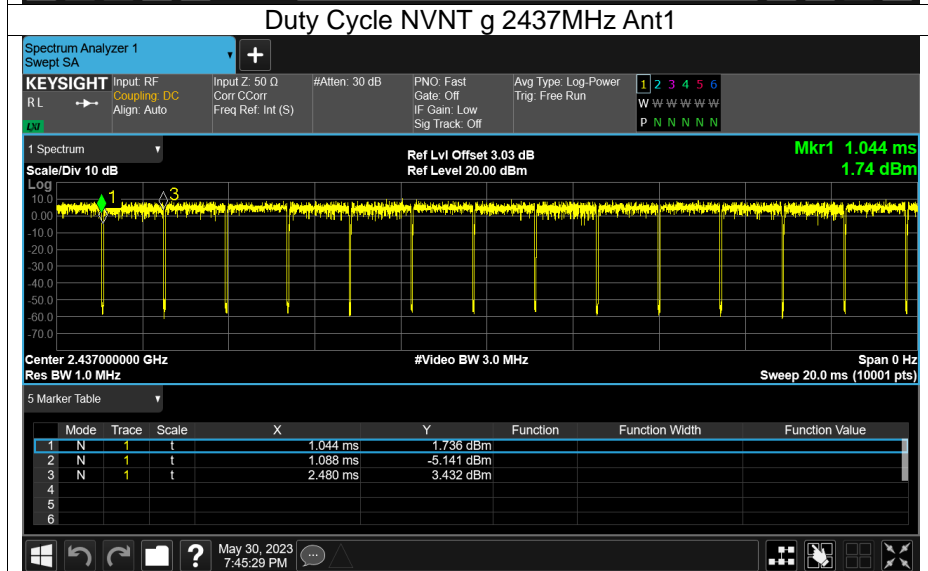 Duty Cycle NVNT g 2437MHz Ant1
Spectrum Analyzer 1
Swept SA
+
KEYSIGHT Input: RF Input Z: 50 Ω #Atten: 30 dB PNO: Fast Avg Type: Log-Power 1 2 3 4 5 6
RL Coupling: DC Corr CCorr Gate: Off Trig: Free Run W W W W W W
Align: Auto Freq Ref: Int (S) IF Gain: Low P N N N N N
LXI Sig Track: Off
1 Spectrum Ref Lvl Offset 3.03 dB Mkr1 1.044 ms
Scale/Div 10 dB Ref Level 20.00 dBm 1.74 dBm
Log
10.0 1 3
0.00
-10.0
-20.0
-30.0
-40.0
-50.0
-60.0
-70.0
Center 2.437000000 GHz #Video BW 3.0 MHz Span 0 Hz
Res BW 1.0 MHz Sweep 20.0 ms (10001 pts)
5 Marker Table
Mode Trace Scale X Y Function Function Width Function Value
1 N 1 t 1.044 ms 1.736 dBm
2 N 1 t 1.088 ms -5.141 dBm
3 N 1 t 2.480 ms 3.432 dBm
4
5
6
? May 30, 2023
7:45:29 PM